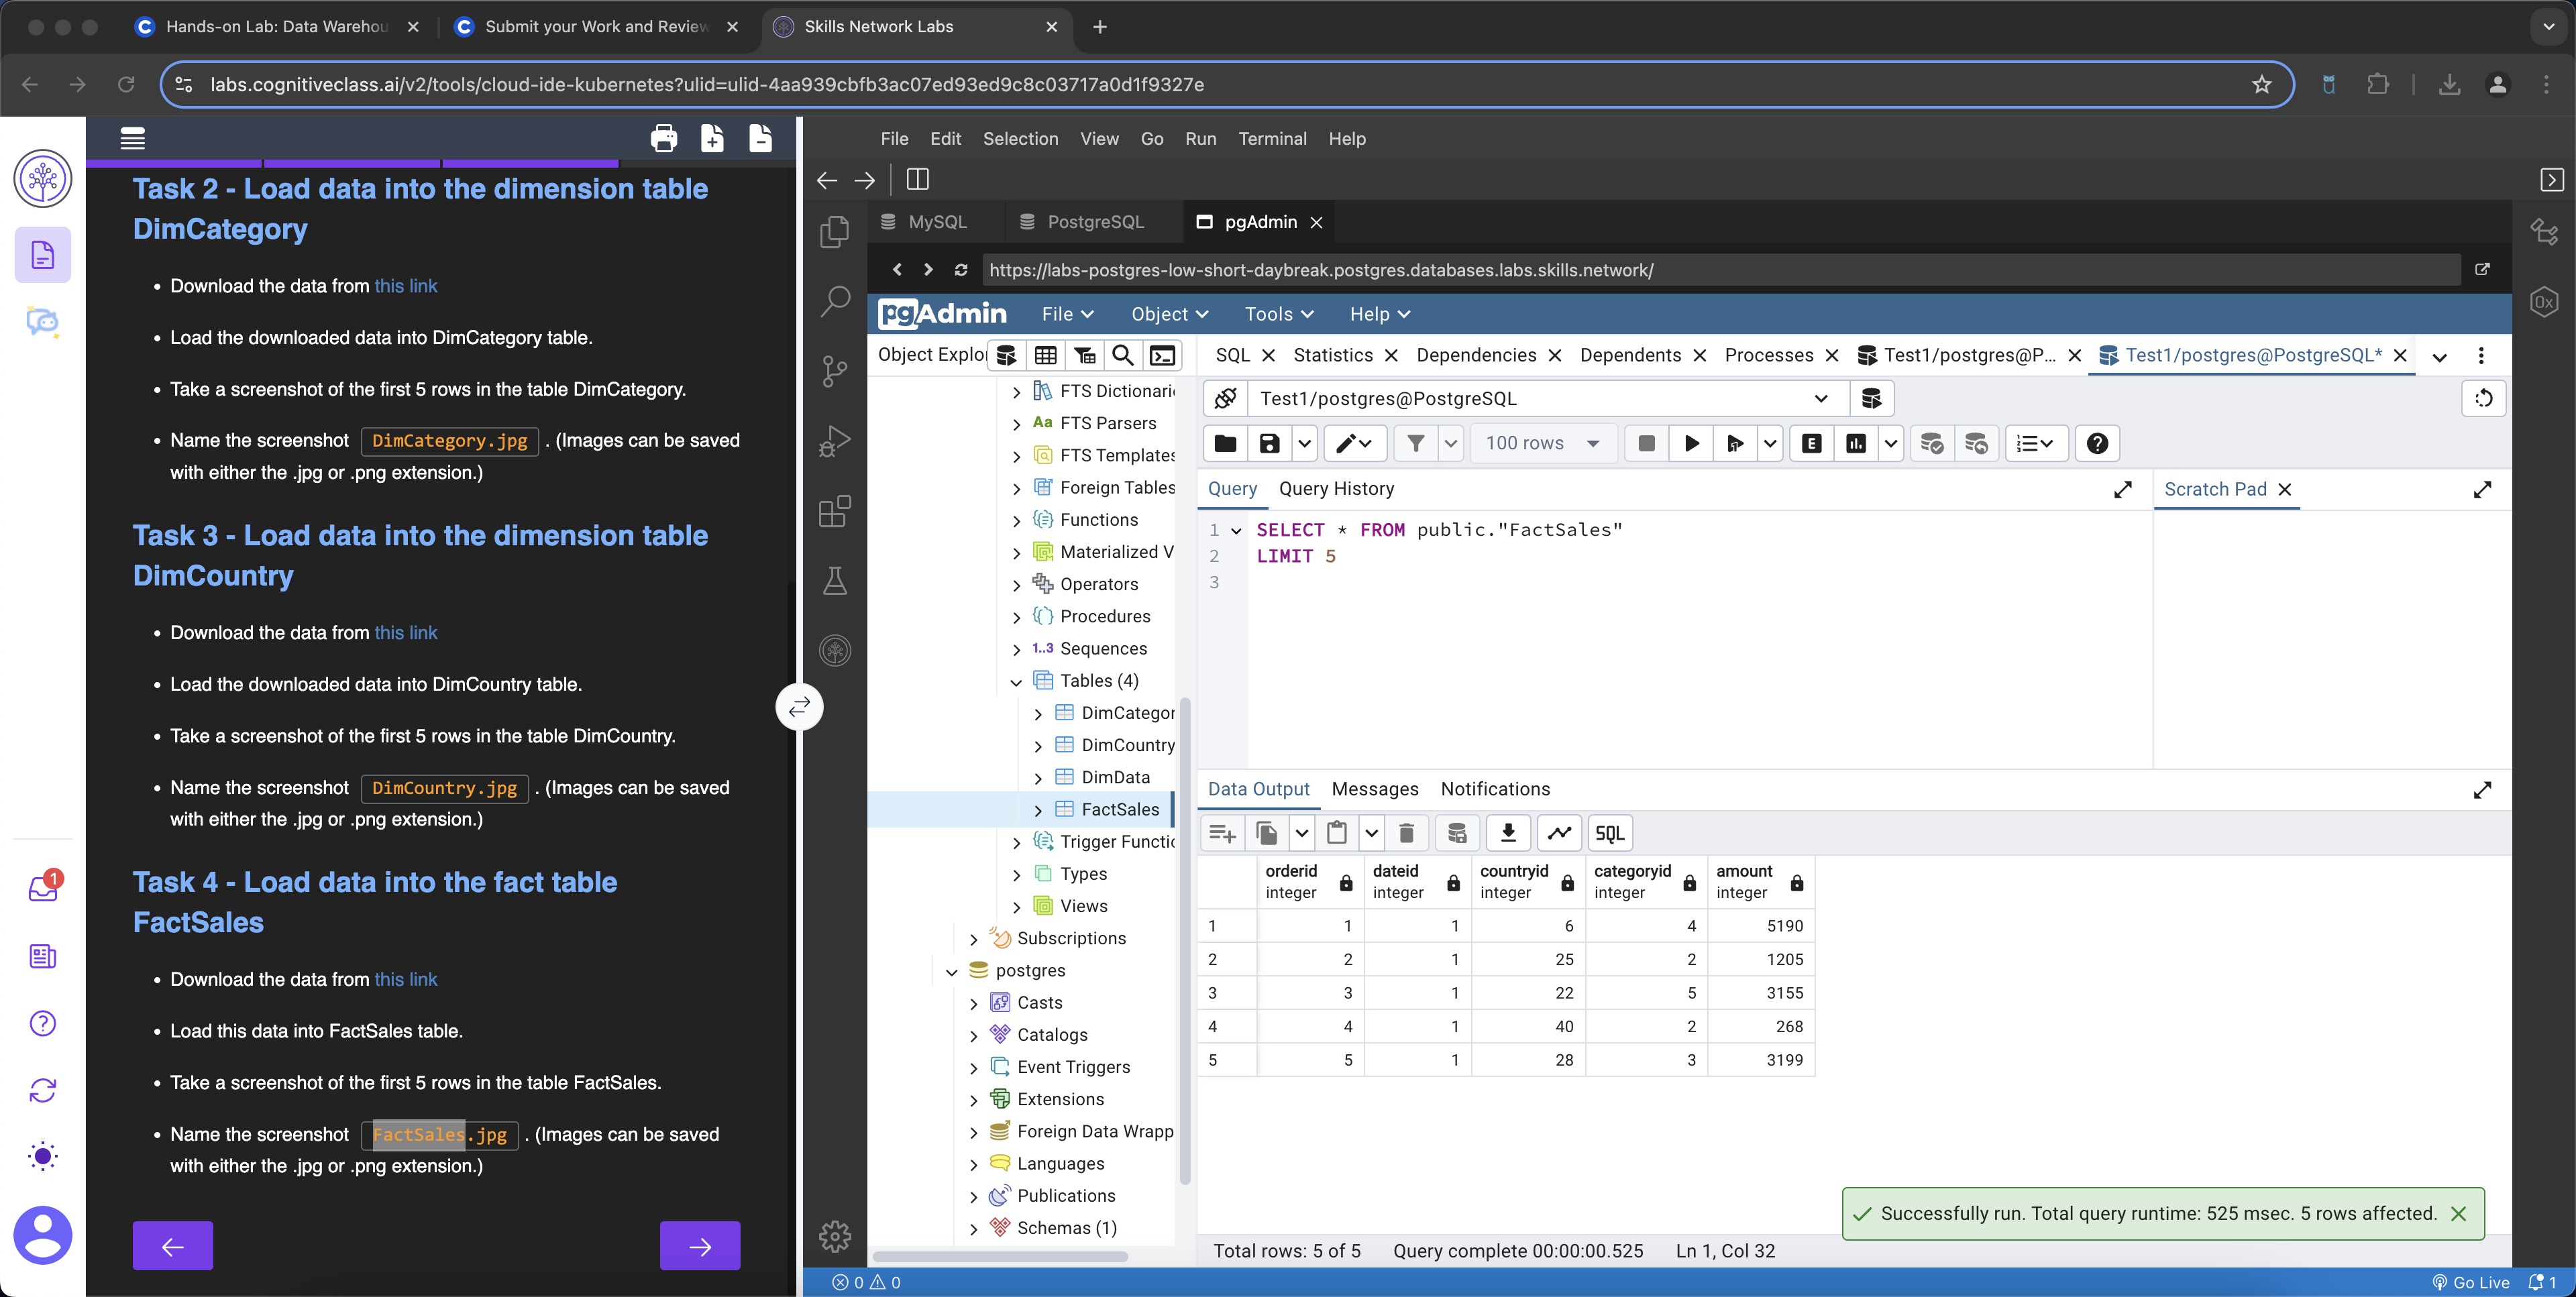 Hands-on Lab: Data Warehou
Submit your Work and Review
Skills Network Labs
labs.cognitiveclass.ai/v2/tools/cloud-ide-kubernetes?ulid=ulid-4aa939cbfb3ac07ed93ed9c8c03717a0d1f9327e
Task 2 - Load data into the dimension table
DimCategory
• Download the data from this link
• Load the downloaded data into DimCategory table.
• Take a screenshot of the first 5 rows in the table DimCategory.
• Name the screenshot DimCategory.jpg . (Images can be saved
with either the .jpg or .png extension.)
Task 3 - Load data into the dimension table
DimCountry
• Download the data from this link
• Load the downloaded data into DimCountry table.
• Take a screenshot of the first 5 rows in the table DimCountry.
• Name the screenshot DimCountry.jpg . (Images can be saved
with either the .jpg or .png extension.)
Task 4 - Load data into the fact table
FactSales
• Download the data from this link
• Load this data into FactSales table.
• Take a screenshot of the first 5 rows in the table FactSales.
• Name the screenshot FactSales.jpg . (Images can be saved
with either the .jpg or .png extension.)
1
File Edit Selection View Go Run Terminal Help
MySQL PostgreSQL pgAdmin
https://labs-postgres-low-short-daybreak.postgres.databases.labs.skills.network/
pgAdmin File Object Tools Help
Object Explo
SQL Statistics Dependencies Dependents Processes Test1/postgres@P... Test1/postgres@PostgreSQL*
FTS Dictionari
Aa FTS Parsers
FTS Templates
Foreign Tables
Functions
Materialized V
Operators
Procedures
1..3 Sequences
Tables (4)
DimCategor
DimCountry
DimData
FactSales
Trigger Functic
Types
Views
Subscriptions
postgres
Casts
Catalogs
Event Triggers
Extensions
Foreign Data Wrapp
Languages
Publications
Schemas (1)
Test1/postgres@PostgreSQL
100 rows
E
Query Query History
Scratch Pad
1 SELECT * FROM public."FactSales"
2 LIMIT 5
3
Data Output Messages Notifications
SQL
orderid integer dateid integer countryid integer categoryid integer amount integer
1 1 1 6 4 5190
2 2 1 25 2 1205
3 3 1 22 5 3155
4 4 1 40 2 268
5 5 1 28 3 3199
Successfully run. Total query runtime: 525 msec. 5 rows affected.
Total rows: 5 of 5 Query complete 00:00:00.525 Ln 1, Col 32
0 0
Go Live 1
0x